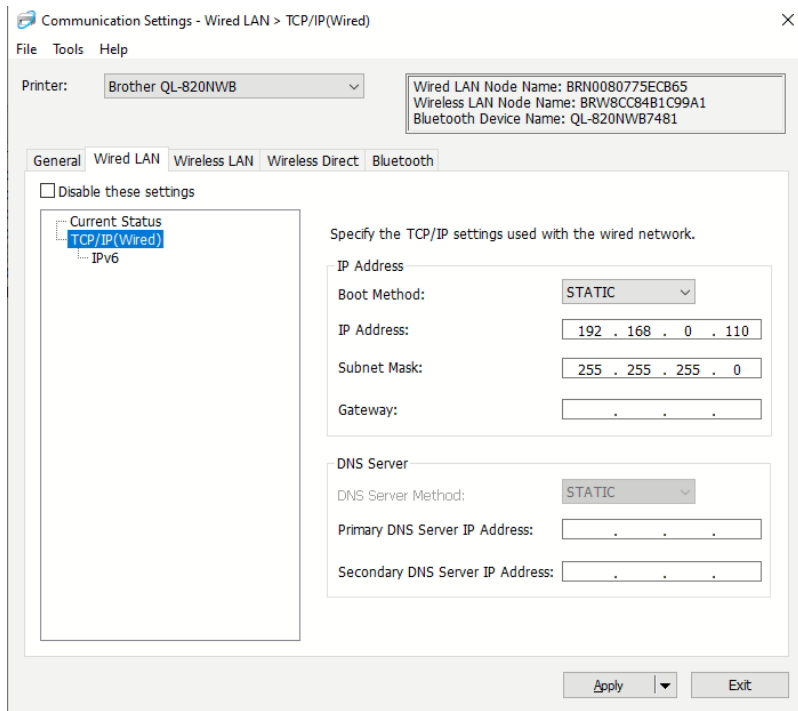 Communication Settings - Wired LAN > TCP/IP(Wired)
File Tools Help
Printer: Brother QL-820NWB
Wired LAN Node Name: BRN0080775ECB65
Wireless LAN Node Name: BRW8CC84B1C99A1
Bluetooth Device Name: QL-820NWB7481
General Wired LAN Wireless LAN Wireless Direct Bluetooth
Disable these settings
Current Status
TCP/IP(Wired)
IPv6
Specify the TCP/IP settings used with the wired network.
IP Address
Boot Method: STATIC
IP Address: 192 . 168 . 0 . 110
Subnet Mask: 255 . 255 . 255 . 0
Gateway: . . .
DNS Server
DNS Server Method: STATIC
Primary DNS Server IP Address: . . .
Secondary DNS Server IP Address: . . .
Apply Exit